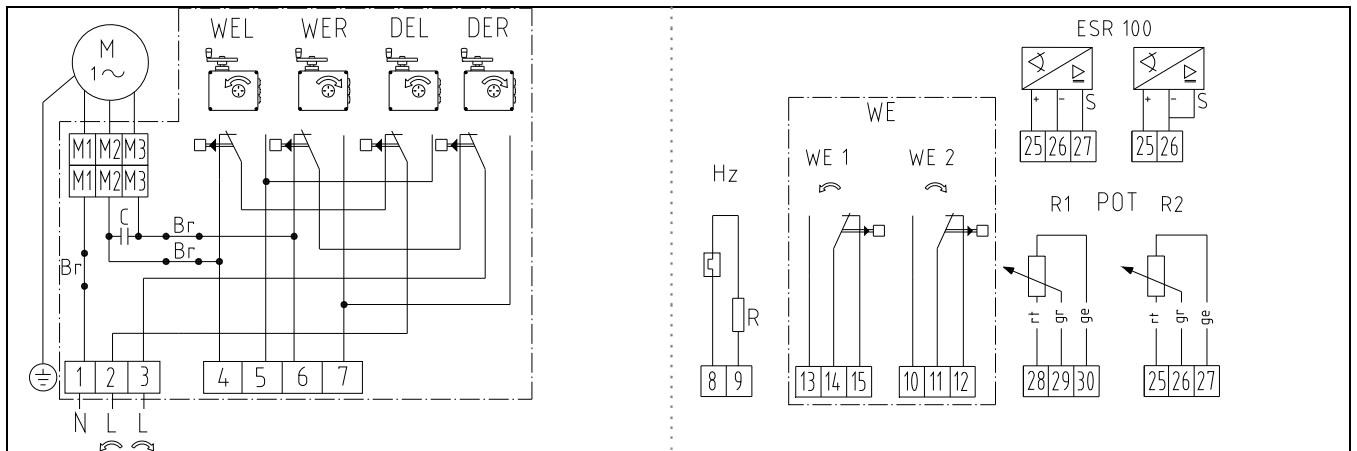 WEL WER DEL DER
M
1~
M1 M2 M3
M1 M2 M3
C
Br
Br
Br
1 2 3
4 5 6 7
N L L
ESR 100
+ - S
+ - S
25 26 27
25 26
WE
WE 1 WE 2
Hz
R
R1 POT R2
rt gr ge
rt gr ge
8 9
13 14 15
10 11 12
28 29 30
25 26 27